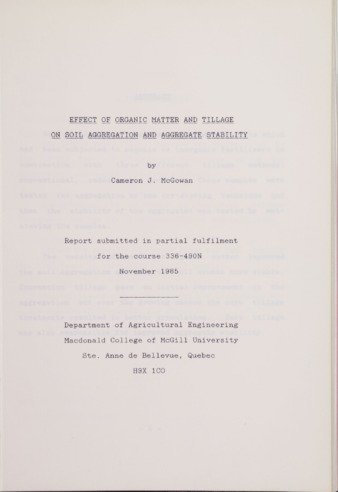 EFFECT OF ORGANIC MATTER AND TILLAGE
ON SOIL AGGREGATION AND AGGREGATE STABILITY
by
Cameron J. McGowan
Report submitted in partial fulfilment
for the course 336-490N
November 1985
Department of Agricultural Engineering
Macdonald College of McGill University
Ste. Anne de Bellevue, Quebec
H9X 1C0